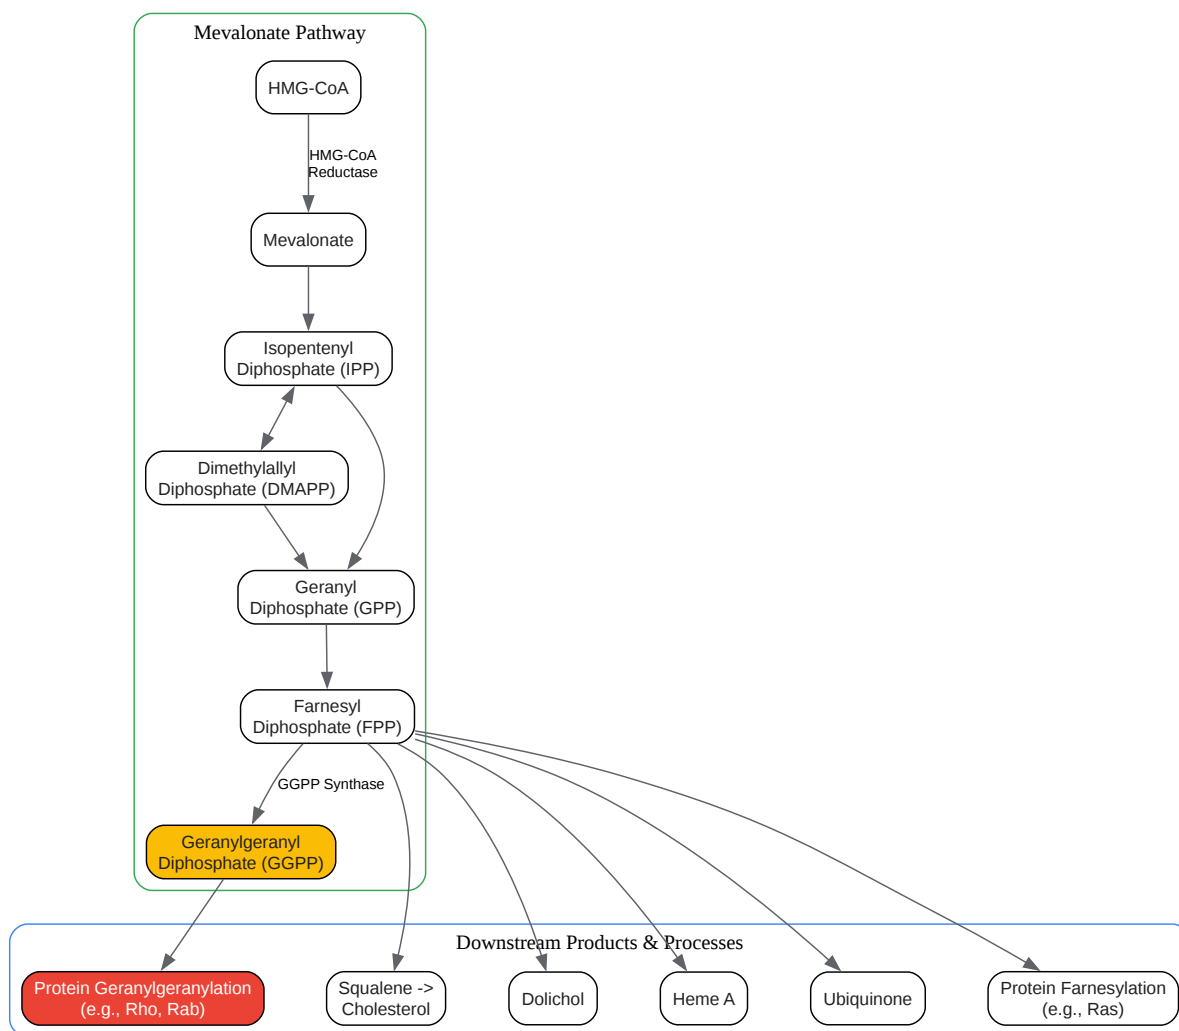 Mevalonate Pathway
HMG-CoA
HMG-CoA
Reductase
Mevalonate
Isopentenyl
Diphosphate (IPP)
Dimethylallyl
Diphosphate (DMAPP)
Geranyl
Diphosphate (GPP)
Farnesyl
Diphosphate (FPP)
GGPP Synthase
Geranylgeranyl
Diphosphate (GGPP)
Downstream Products & Processes
Protein Geranylgeranylation
(e.g., Rho, Rab)
Squalene ->
Cholesterol
Dolichol
Heme A
Ubiquinone
Protein Farnesylation
(e.g., Ras)